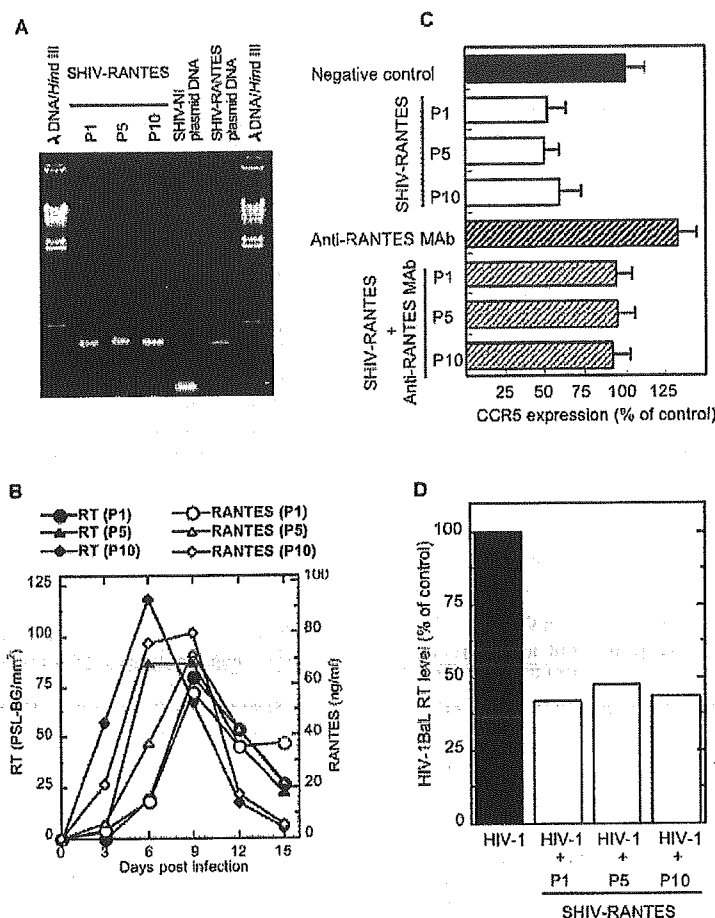 A
λ DNA/Hind III
SHIV-RANTES
P1
P5
P10
SHIV-NI
plasmid DNA
SHIV-RANTES
plasmid DNA
λ DNA/Hind III
C
Negative control
SHIV-RANTES
P1
P5
P10
Anti-RANTES MAb
SHIV-RANTES
+
Anti-RANTES MAb
P1
P5
P10
25 50 75 100 125
CCR5 expression (% of control)
B
RT (P1)
RT (P5)
RT (P10)
RANTES (P1)
RANTES (P5)
RANTES (P10)
RT (PSL-BG/mm²)
125
100
75
50
25
0
100
80
60
40
20
0
RANTES (ng/ml)
0 3 6 9 12 15
Days post infection
D
HIV-1BaL RT level (% of control)
100
75
50
25
0
HIV-1
HIV-1 HIV-1 HIV-1
+ + +
P1 P5 P10
SHIV-RANTES